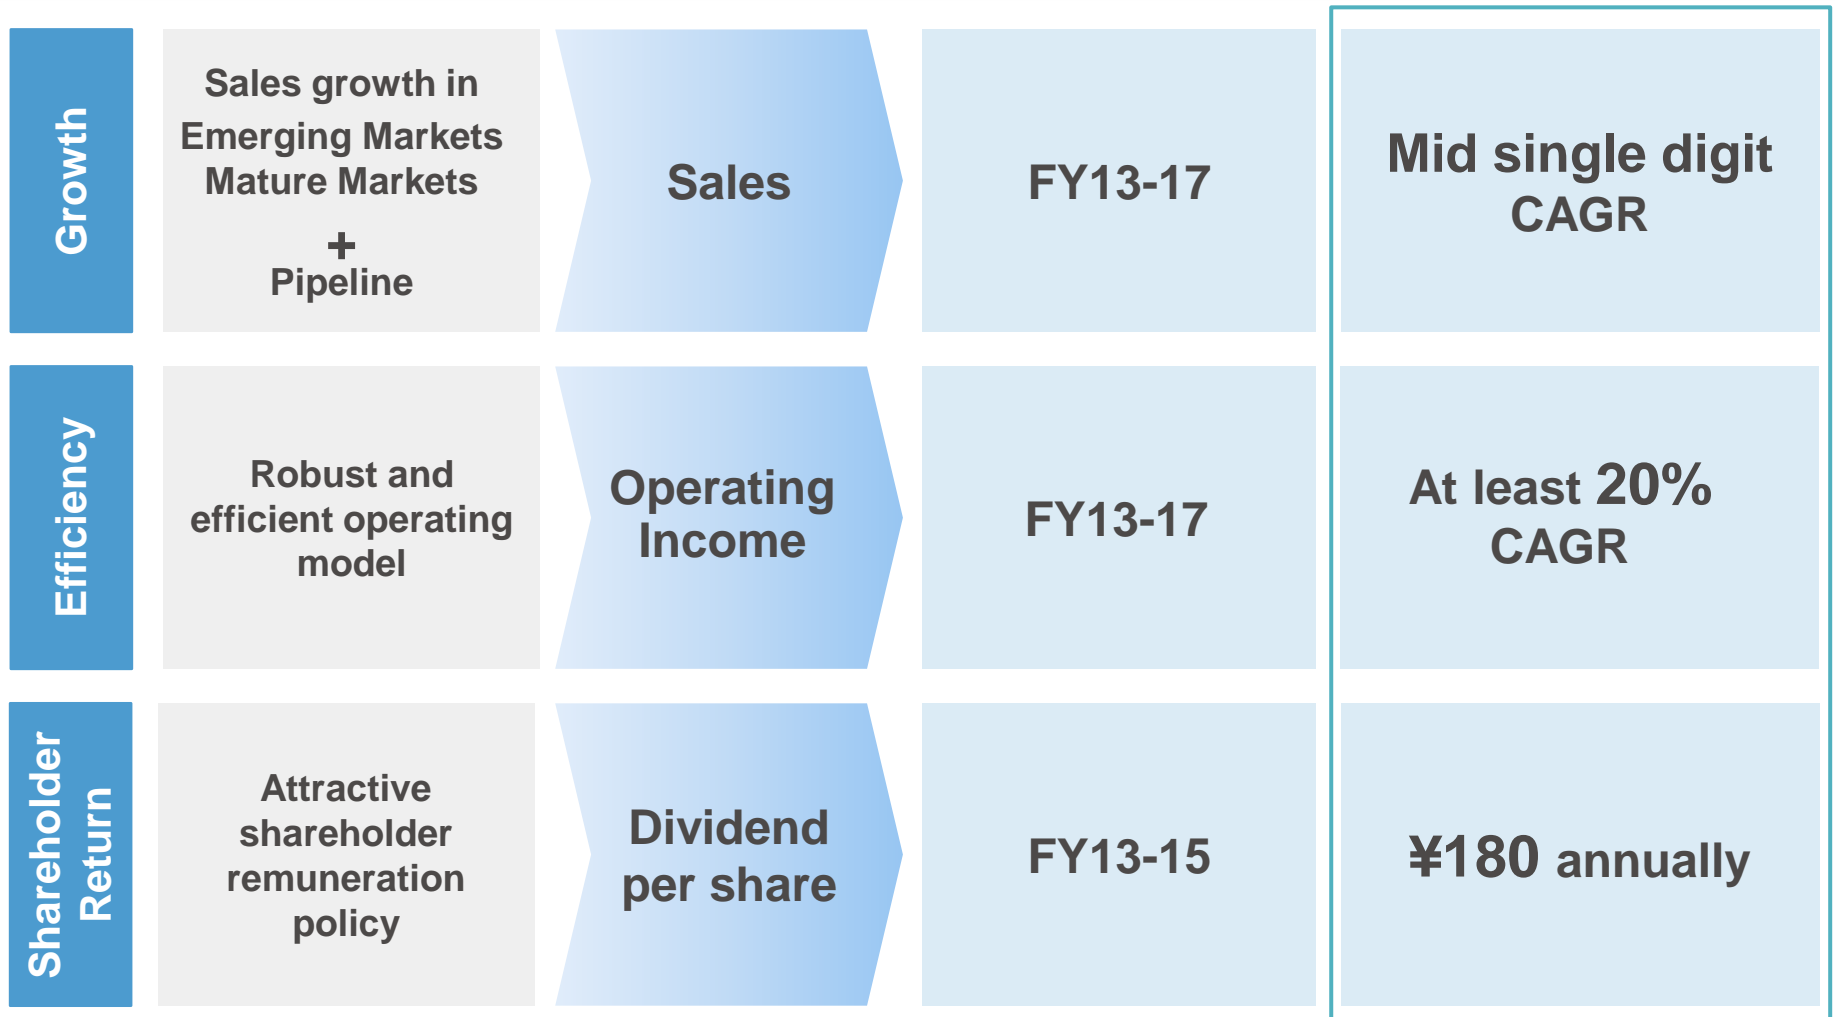 Growth
Sales growth in
Emerging Markets
Mature Markets
+
Pipeline
Sales
FY13-17
Mid single digit
CAGR
Efficiency
Robust and
efficient operating
model
Operating
Income
FY13-17
At least 20%
CAGR
Shareholder
Return
Attractive
shareholder
remuneration
policy
Dividend
per share
FY13-15
¥180 annually